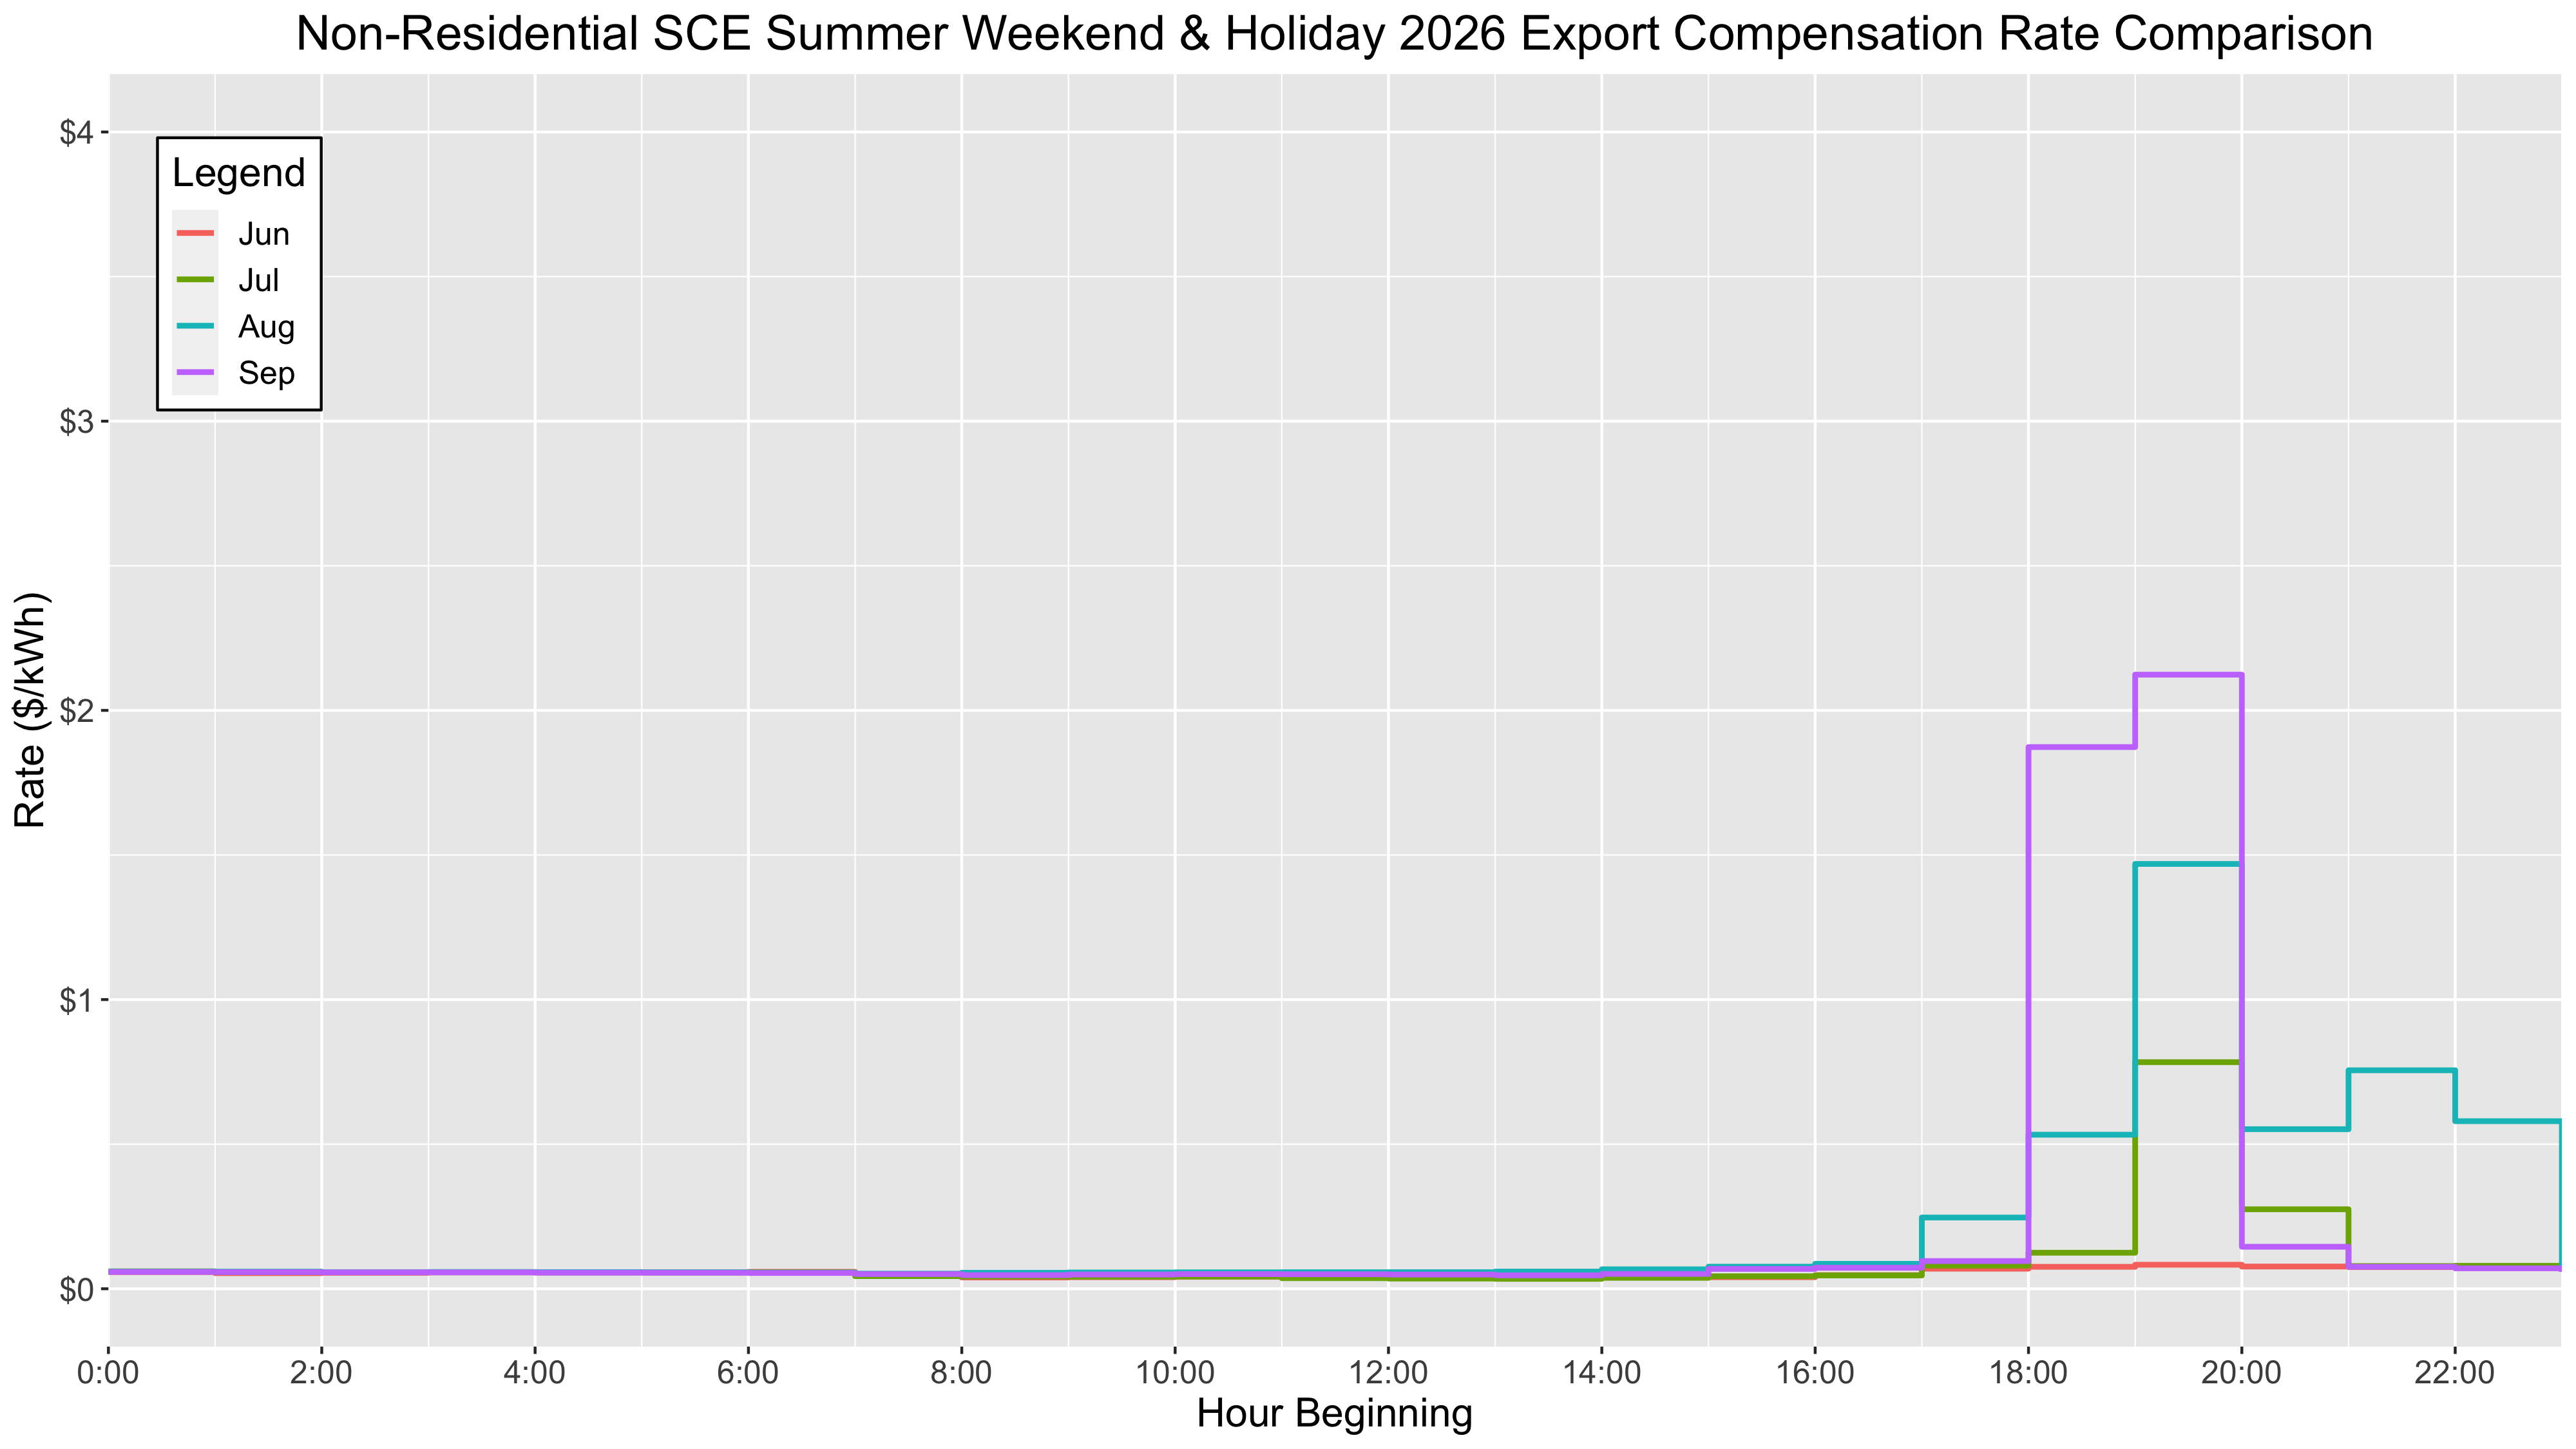 Non-Residential SCE Summer Weekend & Holiday 2026 Export Compensation Rate Comparison
Legend
Jun
Jul
Aug
Sep
$4
$3
$2
$1
$0
Rate ($/kWh)
0:00 2:00 4:00 6:00 8:00 10:00 12:00 14:00 16:00 18:00 20:00 22:00
Hour Beginning